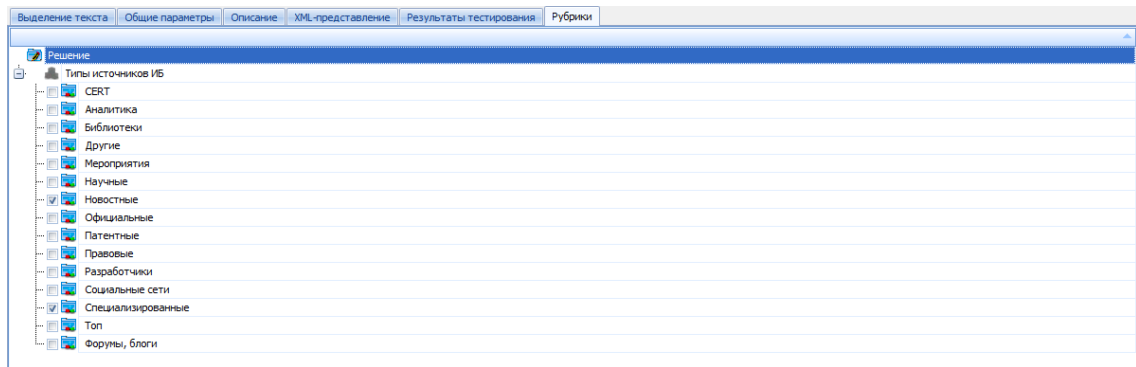 Выделение текста Общие параметры Описание XML-представление Результаты тестирования Рубрики
Решение
Типы источников ИБ
CERT
Аналитика
Библиотеки
Другие
Мероприятия
Научные
Новостные
Официальные
Патентные
Правовые
Разработчики
Социальные сети
Специализированные
Топ
Форумы, блоги